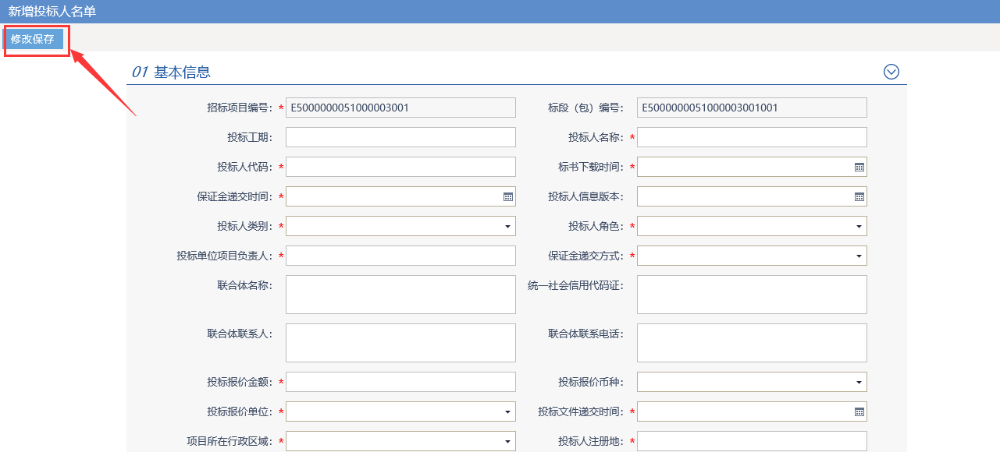 新增投标人名单
修改保存
01 基本信息
招标项目编号：* E5000000051000003001 标段（包）编号： E5000000051000003001001
投标工期： 投标人名称：*
投标人代码：* 标书下载时间：*
保证金递交时间：* 投标人信息版本：
投标人类别：* 投标人角色：*
投标单位项目负责人：* 保证金递交方式：*
联合体名称： 统一社会信用代码证：
联合体联系人： 联合体联系电话：
投标报价金额：* 投标报价币种：
投标报价单位：* 投标文件递交时间：*
项目所在行政区域：* 投标人注册地：*